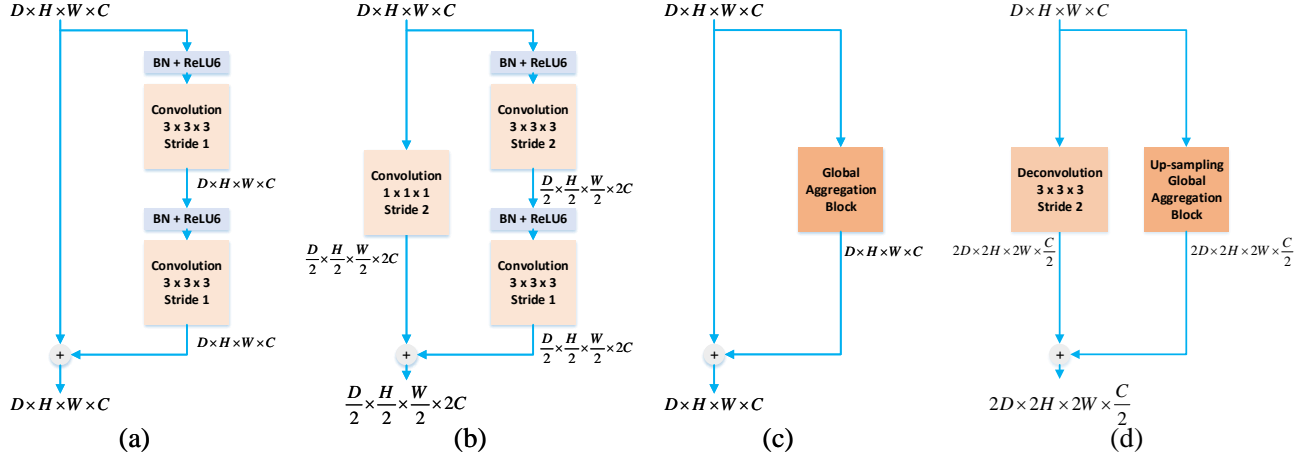 D×H×W×C
BN + ReLU6
Convolution
3 x 3 x 3
Stride 1
D×H×W×C
BN + ReLU6
Convolution
3 x 3 x 3
Stride 1
D×H×W×C
+
D×H×W×C
(a)
D×H×W×C
BN + ReLU6
Convolution
3 x 3 x 3
Stride 2
D/2×H/2×W/2×2C
Convolution
1 x 1 x 1
Stride 2
D/2×H/2×W/2×2C
BN + ReLU6
Convolution
3 x 3 x 3
Stride 1
D/2×H/2×W/2×2C
+
D/2×H/2×W/2×2C
(b)
D×H×W×C
Global
Aggregation
Block
D×H×W×C
+
D×H×W×C
(c)
D×H×W×C
Deconvolution
3 x 3 x 3
Stride 2
2D×2H×2W×C/2
Up-sampling
Global
Aggregation
Block
2D×2H×2W×C/2
+
2D×2H×2W×C/2
(d)